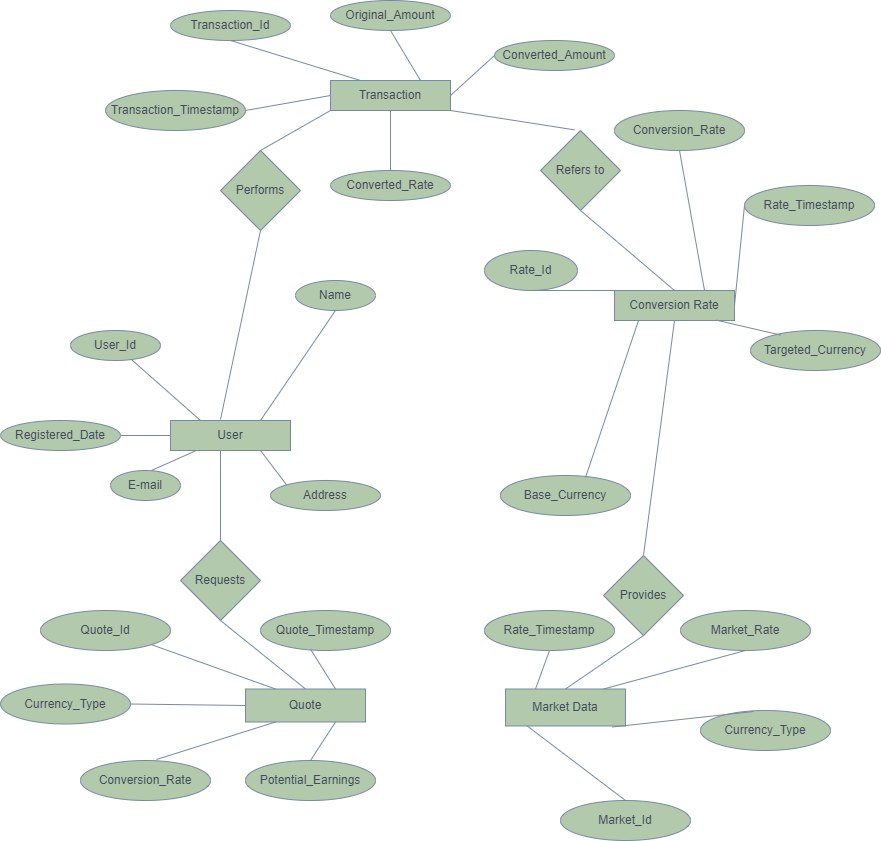 Original_Amount
Transaction_Id
Converted_Amount
Transaction
Transaction_Timestamp
Conversion_Rate
Refers to
Converted_Rate
Performs
Rate_Timestamp
Rate_Id
Name
Conversion Rate
User_Id
Targeted_Currency
Registered_Date
User
E-mail
Address
Base_Currency
Requests
Provides
Quote_Id
Quote_Timestamp
Rate_Timestamp
Market_Rate
Currency_Type
Quote
Market Data
Currency_Type
Conversion_Rate
Potential_Earnings
Market_Id